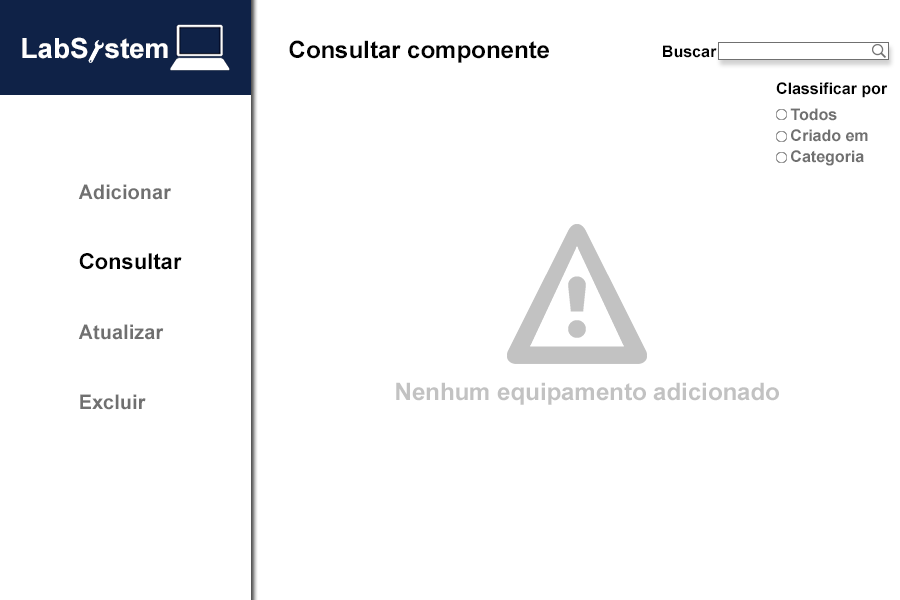 LabSystem
Consultar componente
Buscar
Classificar por
Todos
Criado em
Categoria
Adicionar
Consultar
Atualizar
Excluir
Nenhum equipamento adicionado